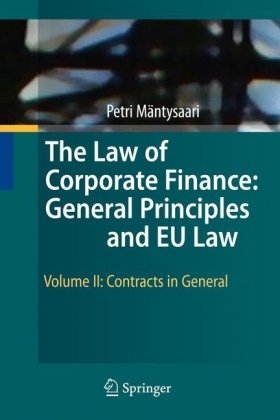 Petri Mäntysaari
The Law of
Corporate Finance:
General Principles
and EU Law
Volume II: Contracts in General
Springer